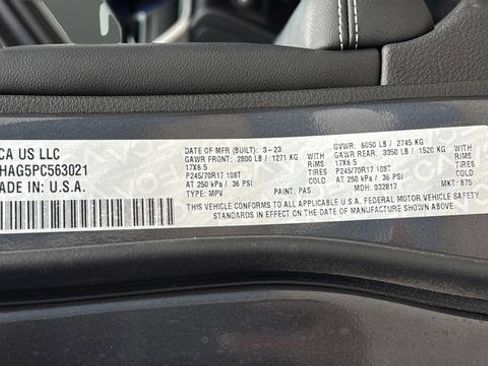 CA US LLC
HAG5PC563021
MADE IN: U.S.A.
DATE OF MFR (BUILT): 3-23 GVWR: 6050 LB / 2745 KG
GAWR FRONT: 2800 LB / 1271 KG GAWR REAR: 3350 LB / 1520 KG
17X6.5 RIMS 17X6.5 RIMS
P245/70R17 108T TIRES P245/70R17 108T TIRES
AT 250 kPa / 36 PSI COLD AT 250 kPa / 36 PSI COLD
TYPE: MPV PAINT: PAS MDH: 032817 MKT: 875
THIS VEHICLE CONFORMS TO ALL APPLICABLE U.S.A. FEDERAL MOTOR VEHICLE SAFETY
STANDARDS IN EFFECT ON THE DATE OF MANUFACTURE SHOWN ABOVE.